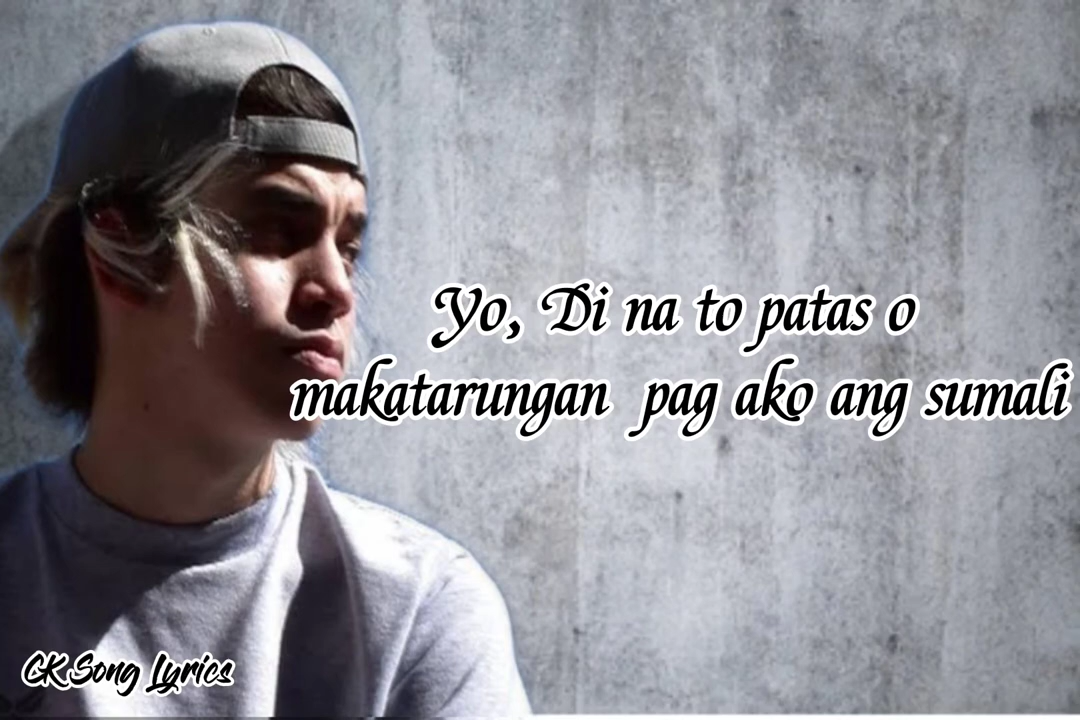 Yo, Di na to patas o
makatarungan pag ako ang sumali
CK Song Lyrics